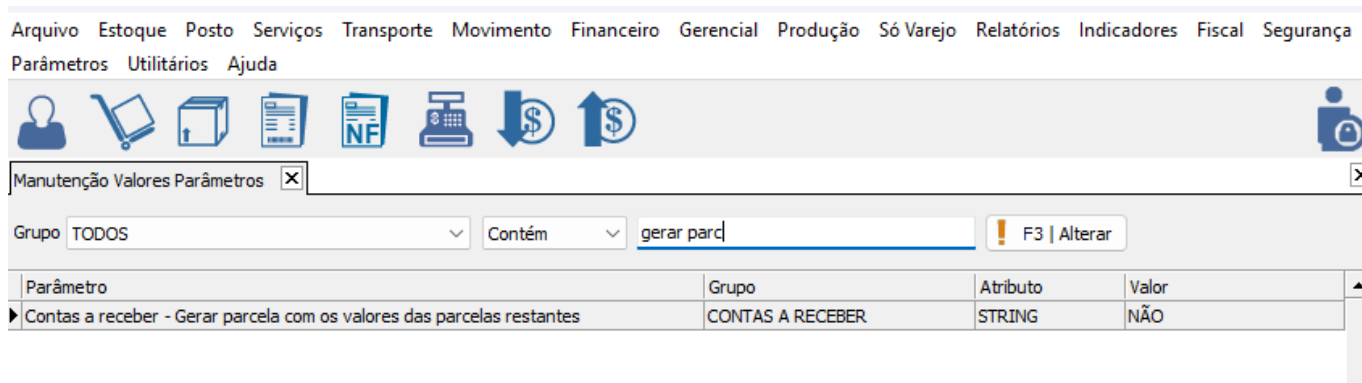 Arquivo Estoque Posto Serviços Transporte Movimento Financeiro Gerencial Produção Só Varejo Relatórios Indicadores Fiscal Segurança
Parâmetros Utilitários Ajuda
NF $ $
Manutenção Valores Parâmetros X
Grupo TODOS Contém gerar parc ! F3 | Alterar
Parâmetro Grupo Atributo Valor
Contas a receber - Gerar parcela com os valores das parcelas restantes CONTAS A RECEBER STRING NÃO